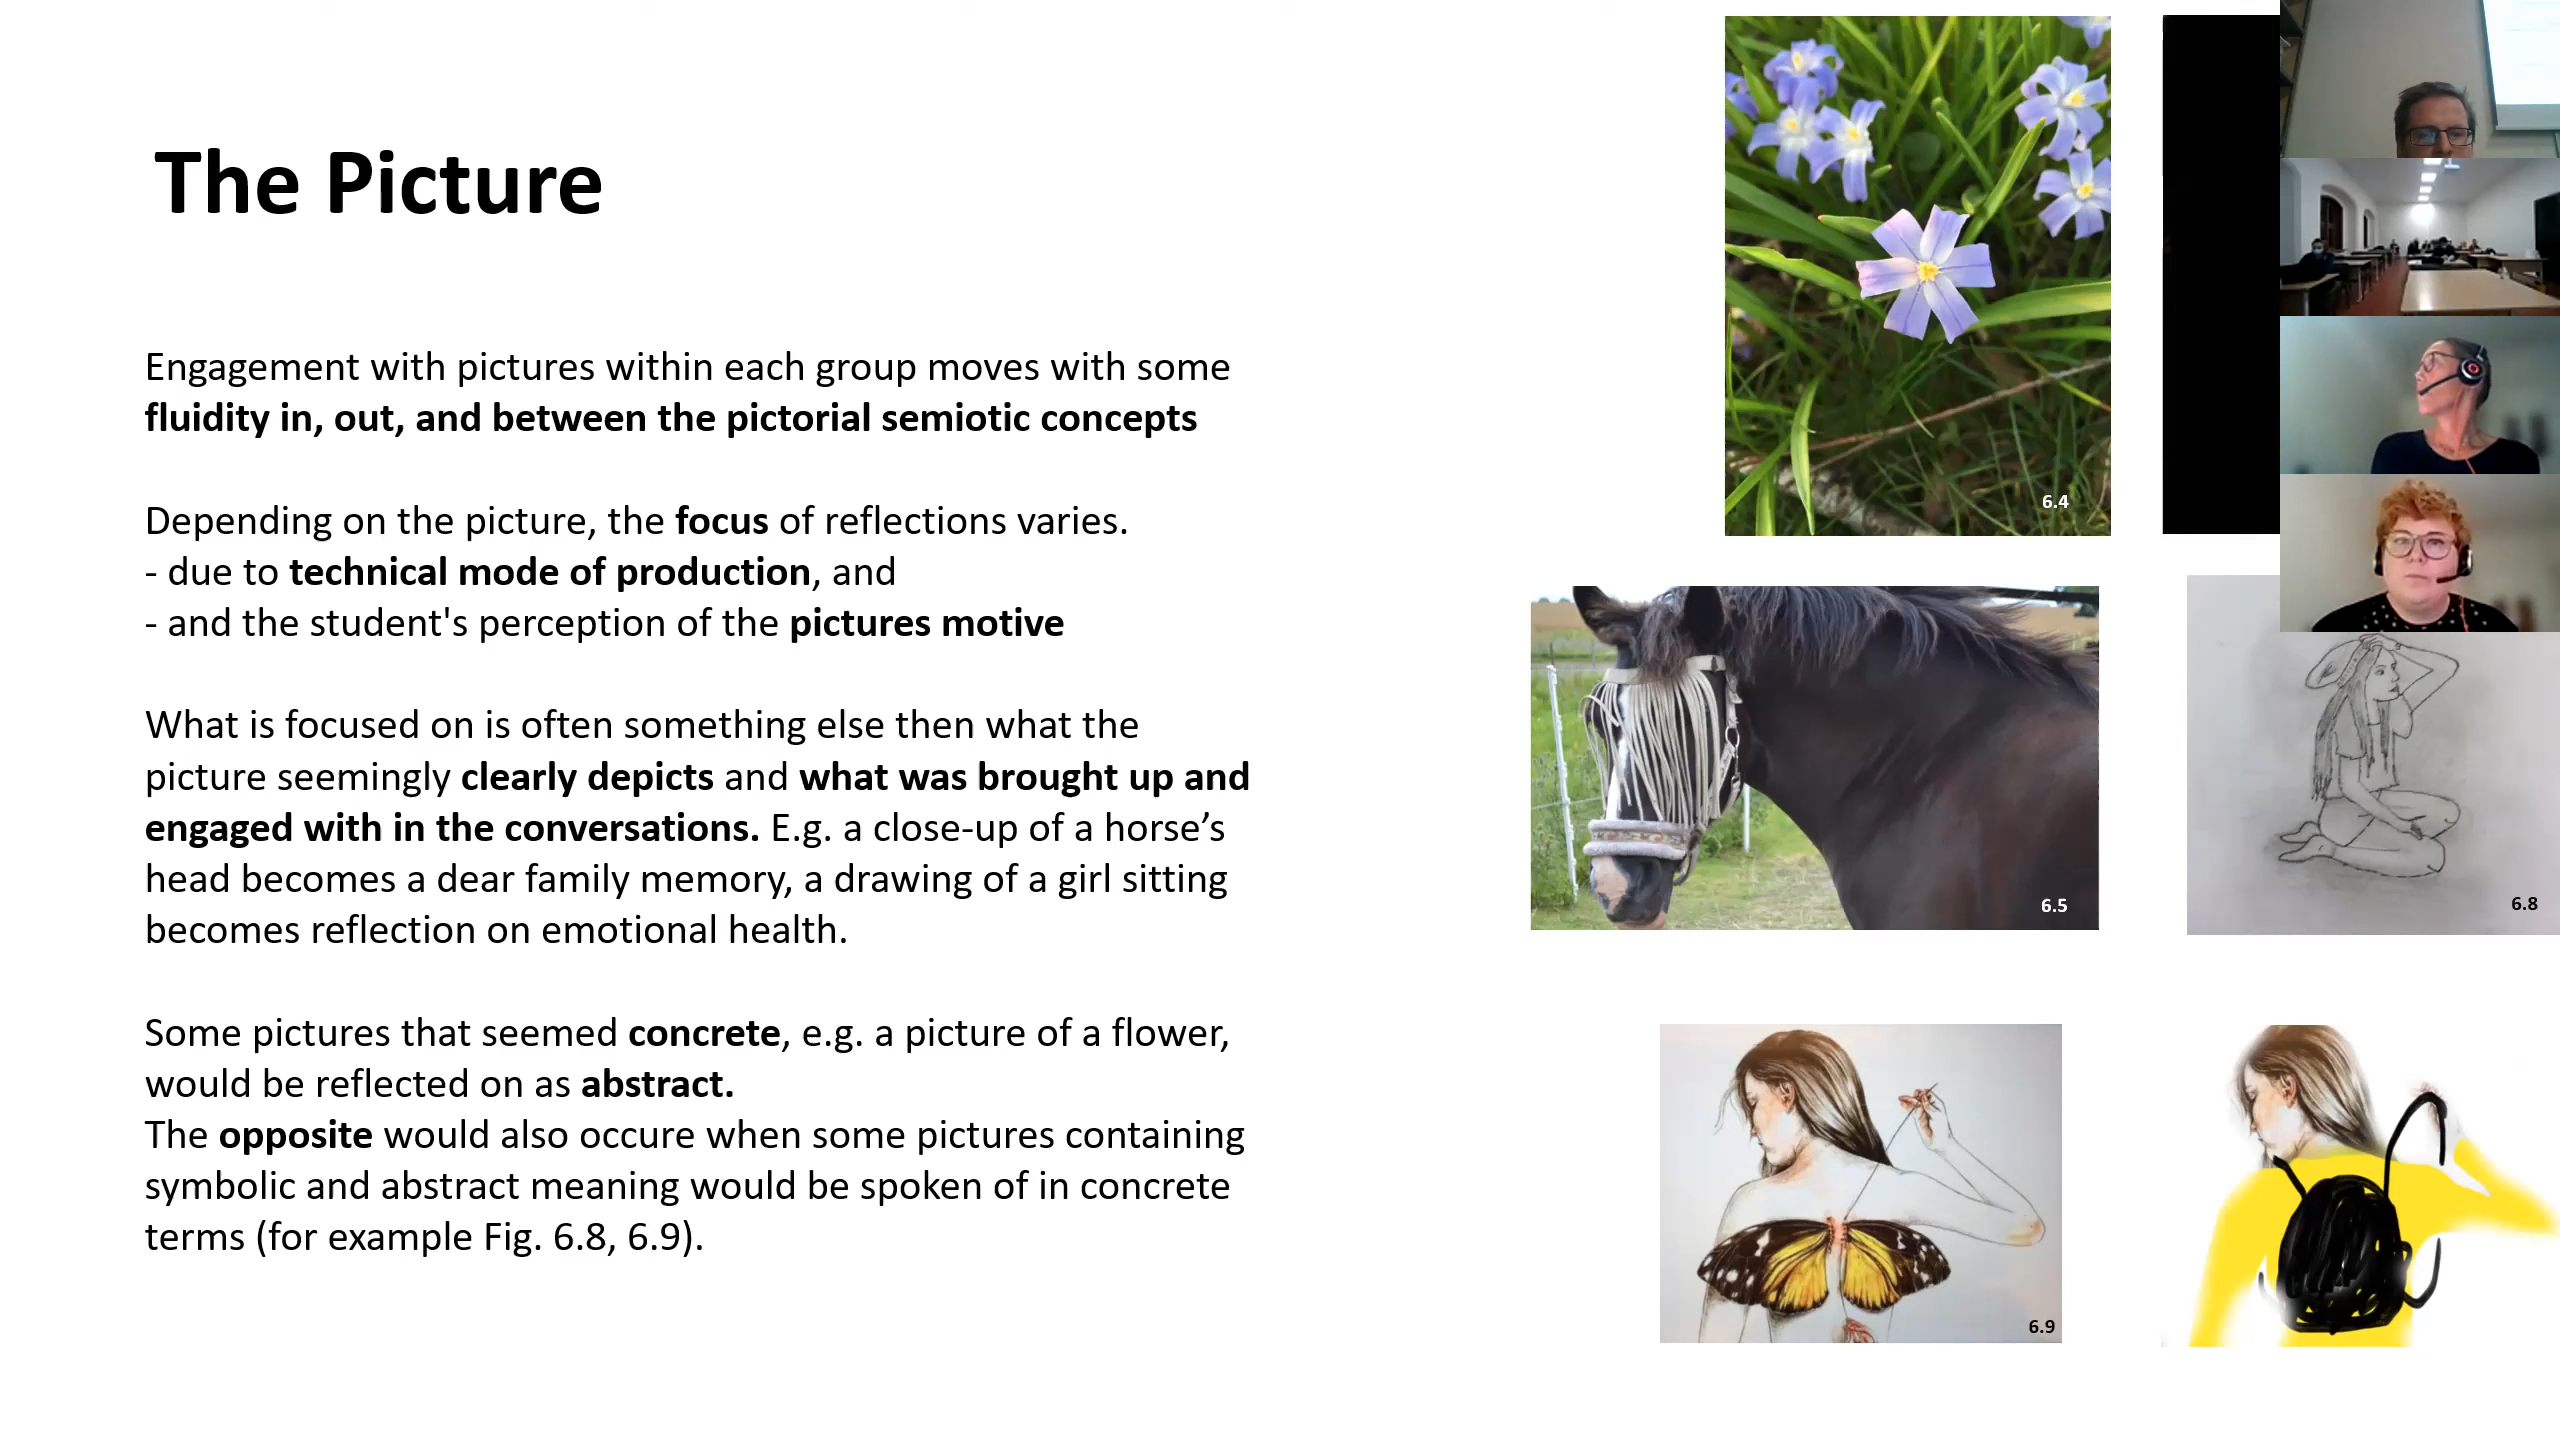 The Picture
Engagement with pictures within each group moves with some
fluidity in, out, and between the pictorial semiotic concepts
Depending on the picture, the focus of reflections varies.
- due to technical mode of production, and
- and the student's perception of the pictures motive
What is focused on is often something else then what the
picture seemingly clearly depicts and what was brought up and
engaged with in the conversations. E.g. a close-up of a horse’s
head becomes a dear family memory, a drawing of a girl sitting
becomes reflection on emotional health.
Some pictures that seemed concrete, e.g. a picture of a flower,
would be reflected on as abstract.
The opposite would also occure when some pictures containing
symbolic and abstract meaning would be spoken of in concrete
terms (for example Fig. 6.8, 6.9).
6.4
6.5
6.8
6.9